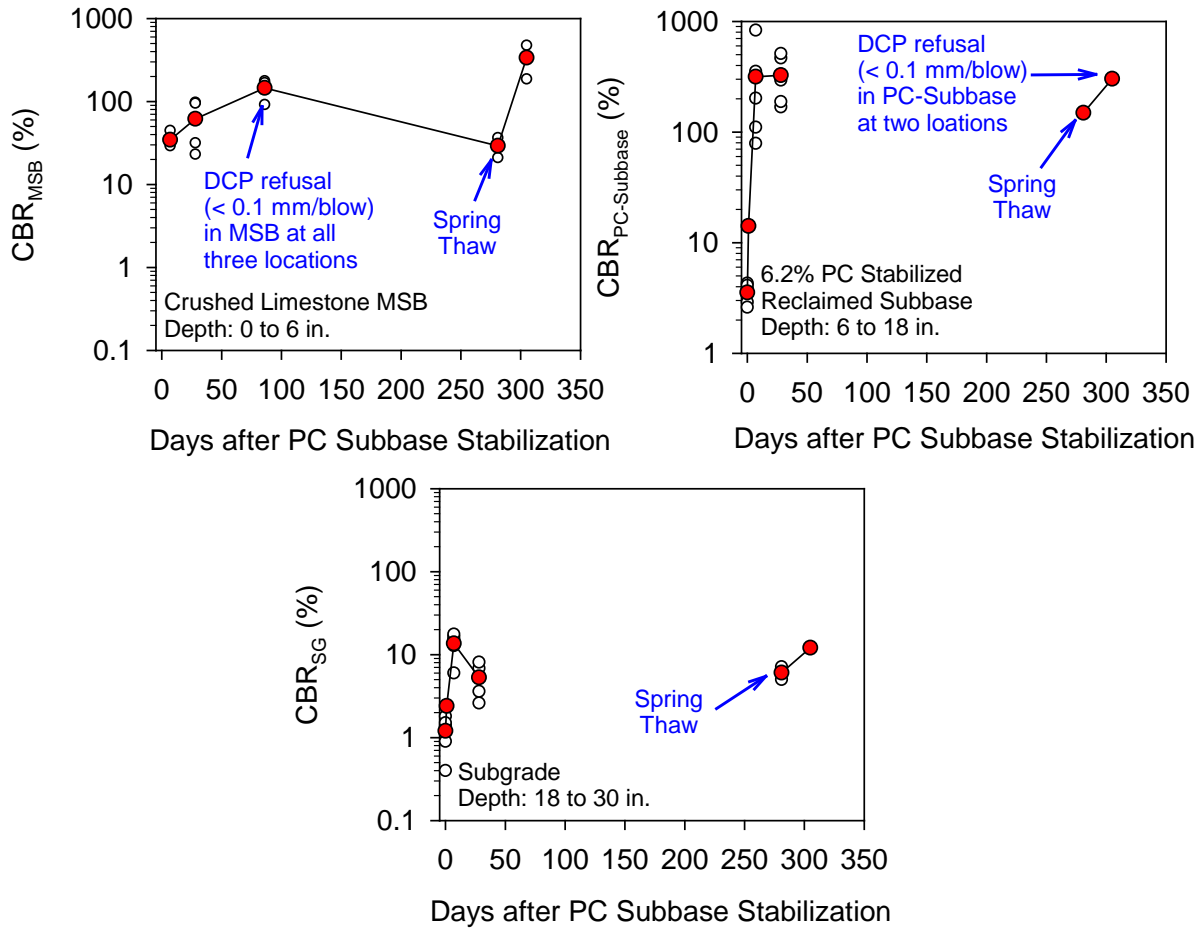 1000
100
10
1
0.1
CBR_MSB (%)
DCP refusal
(< 0.1 mm/blow)
in MSB at all
three locations
Spring
Thaw
Crushed Limestone MSB
Depth: 0 to 6 in.
0 50 100 150 200 250 300 350
Days after PC Subbase Stabilization
1000
100
10
1
CBR_PC-Subbase (%)
DCP refusal
(< 0.1 mm/blow)
in PC-Subbase
at two loations
Spring
Thaw
6.2% PC Stabilized
Reclaimed Subbase
Depth: 6 to 18 in.
0 50 100 150 200 250 300 350
Days after PC Subbase Stabilization
1000
100
10
1
0.1
CBR_SG (%)
Spring
Thaw
Subgrade
Depth: 18 to 30 in.
0 50 100 150 200 250 300 350
Days after PC Subbase Stabilization